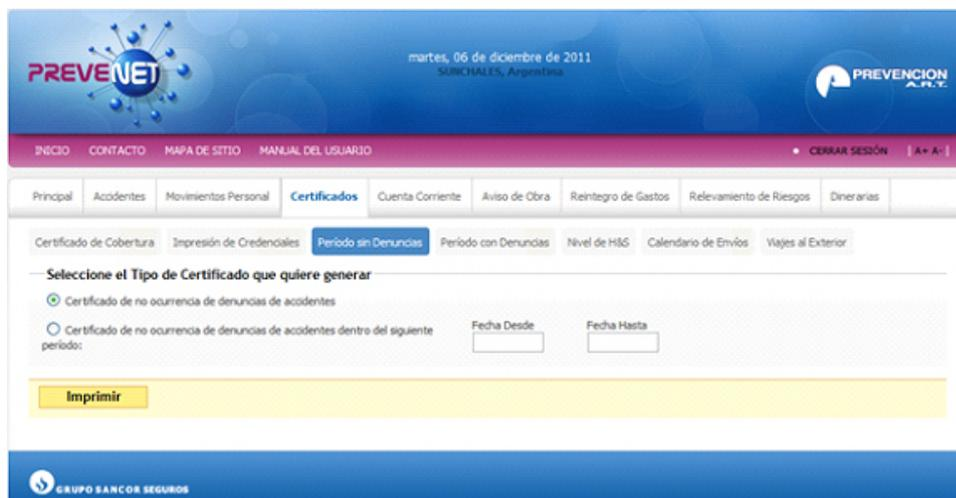 martes, 06 de diciembre de 2011
SUNCHALES, Argentina
PREVENET
PREVENCION
A.R.T.
INICIO CONTACTO MAPA DE SITIO MANUAL DEL USUARIO • CERRAR SESIÓN | A+ A- |
Principal Accidentes Movimientos Personal Certificados Cuenta Corriente Aviso de Obra Reintegro de Gastos Relevamiento de Riesgos Dinerarias
Certificado de Cobertura Impresión de Credenciales Período sin Denuncias Período con Denuncias Nivel de H&S Calendario de Envíos Viajes al Exterior
Seleccione el Tipo de Certificado que quiere generar
Certificado de no ocurrencia de denuncias de accidentes
Certificado de no ocurrencia de denuncias de accidentes dentro del siguiente
período:
Fecha Desde Fecha Hasta
Imprimir
GRUPO SANCOR SEGUROS